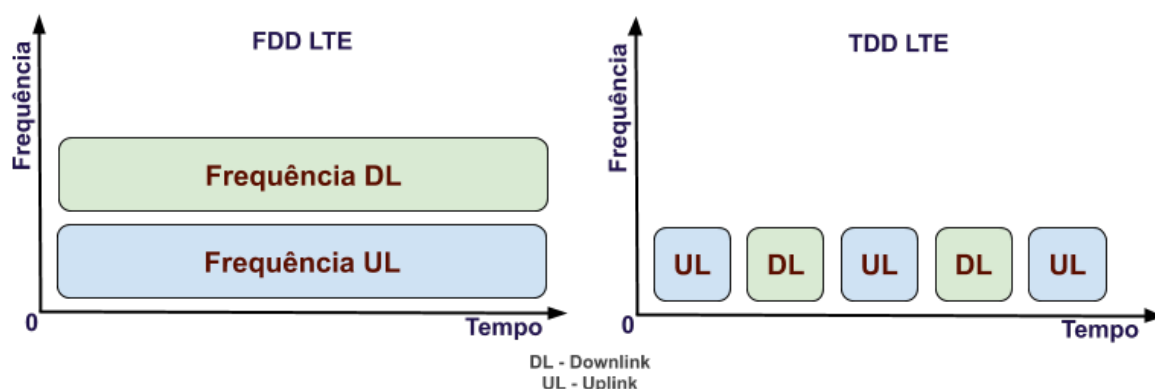 FDD LTE
Frequência
Frequência DL
Frequência UL
0
Tempo
TDD LTE
Frequência
UL
DL
UL
DL
UL
0
Tempo
DL - Downlink
UL - Uplink